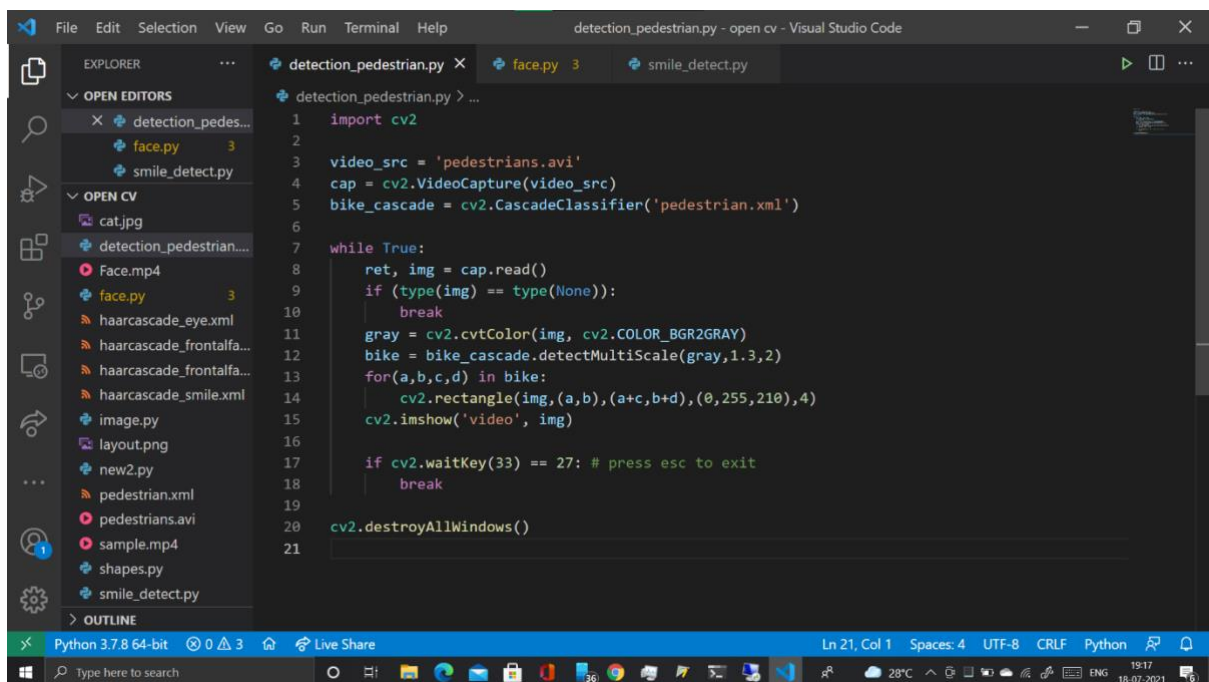 File Edit Selection View Go Run Terminal Help detection_pedestrian.py - open cv - Visual Studio Code
EXPLORER ...
detection_pedestrian.py × face.py 3 smile_detect.py
OPEN EDITORS
× detection_pedes...
face.py 3
smile_detect.py
OPEN CV
cat.jpg
detection_pedestrian....
Face.mp4
face.py 3
haarcascade_eye.xml
haarcascade_frontalfa...
haarcascade_frontalfa...
haarcascade_smile.xml
image.py
layout.png
new2.py
pedestrian.xml
pedestrians.avi
sample.mp4
shapes.py
smile_detect.py
OUTLINE
detection_pedestrian.py > ...
1 import cv2
2
3 video_src = 'pedestrians.avi'
4 cap = cv2.VideoCapture(video_src)
5 bike_cascade = cv2.CascadeClassifier('pedestrian.xml')
6
7 while True:
8     ret, img = cap.read()
9     if (type(img) == type(None)):
10         break
11     gray = cv2.cvtColor(img, cv2.COLOR_BGR2GRAY)
12     bike = bike_cascade.detectMultiScale(gray,1.3,2)
13     for(a,b,c,d) in bike:
14         cv2.rectangle(img,(a,b),(a+c,b+d),(0,255,210),4)
15     cv2.imshow('video', img)
16
17     if cv2.waitKey(33) == 27: # press esc to exit
18         break
19
20 cv2.destroyAllWindows()
21
1
Python 3.7.8 64-bit 0 3 Live Share Ln 21, Col 1 Spaces: 4 UTF-8 CRLF Python
Type here to search 36 28°C ENG 19:17
18-07-2021 6